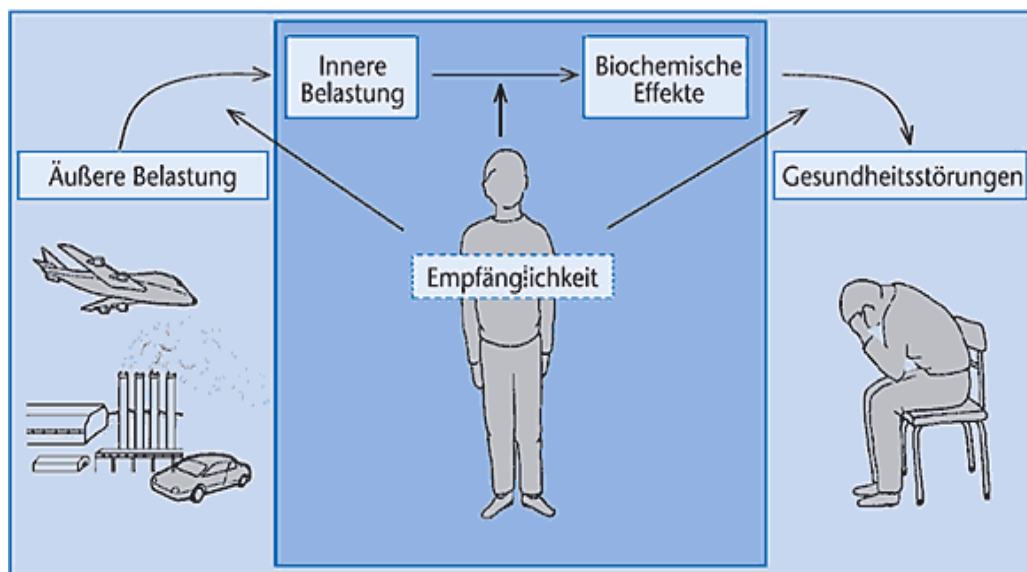 Innere
Belastung
Biochemische
Effekte
Äußere Belastung
Gesundheitsstörungen
Empfänglichkeit